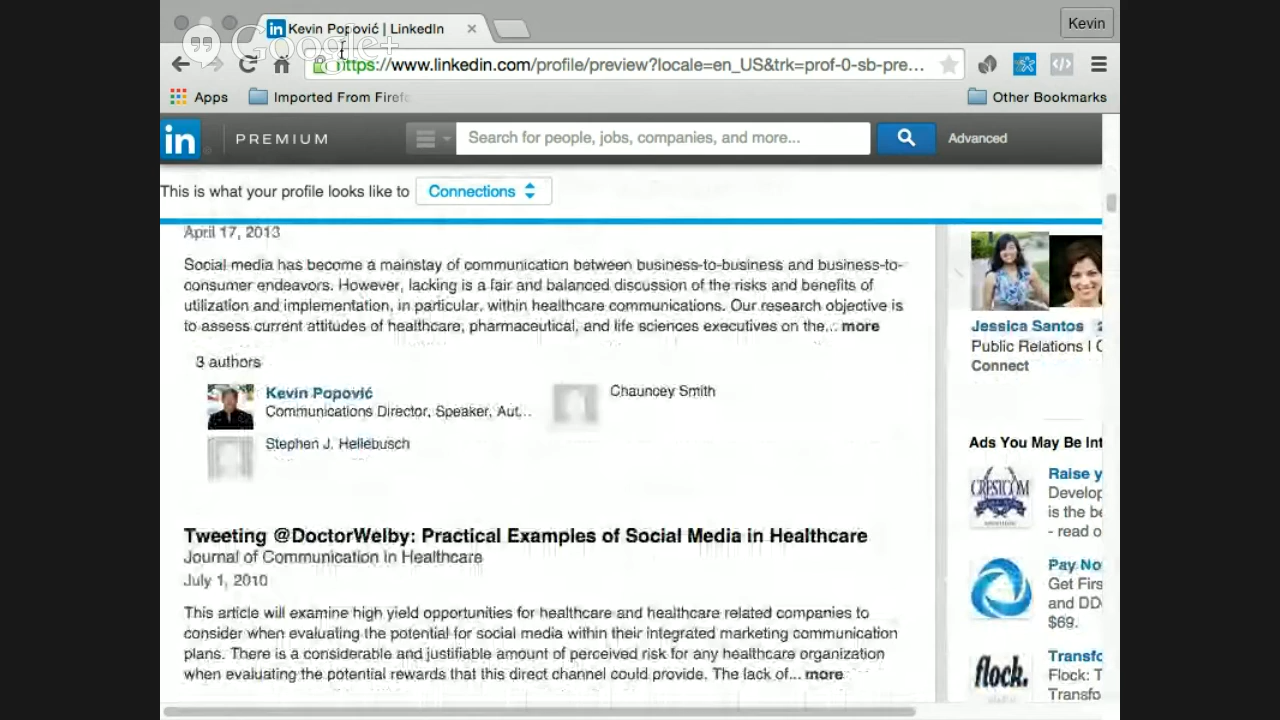 Kevin Popović | LinkedIn
Kevin
Google+
https://www.linkedin.com/profile/preview?locale=en_US&trk=prof-0-sb-pre...
Apps
Imported From Firefo
Other Bookmarks
in
PREMIUM
Search for people, jobs, companies, and more...
Advanced
This is what your profile looks like to
Connections
April 17, 2013
Social media has become a mainstay of communication between business-to-business and business-to-
consumer endeavors. However, lacking is a fair and balanced discussion of the risks and benefits of
utilization and implementation, in particular, within healthcare communications. Our research objective is
to assess current attitudes of healthcare, pharmaceutical, and life sciences executives on the... more
3 authors
Kevin Popović
Communications Director, Speaker, Aut...
Chauncey Smith
Stephen J. Hellebusch
Tweeting @DoctorWelby: Practical Examples of Social Media in Healthcare
Journal of Communication in Healthcare
July 1, 2010
This article will examine high yield opportunities for healthcare and healthcare related companies to
consider when evaluating the potential for social media within their integrated marketing communication
plans. There is a considerable and justifiable amount of perceived risk for any healthcare organization
when evaluating the potential rewards that this direct channel could provide. The lack of... more
Jessica Santos
Public Relations I C
Connect
Ads You May Be Int
CRESTCOM
Raise y
Develop
is the be
- read o
Pay No
Get Firs
and DD
$69.
flock.
Transfo
Flock: T
Transfo